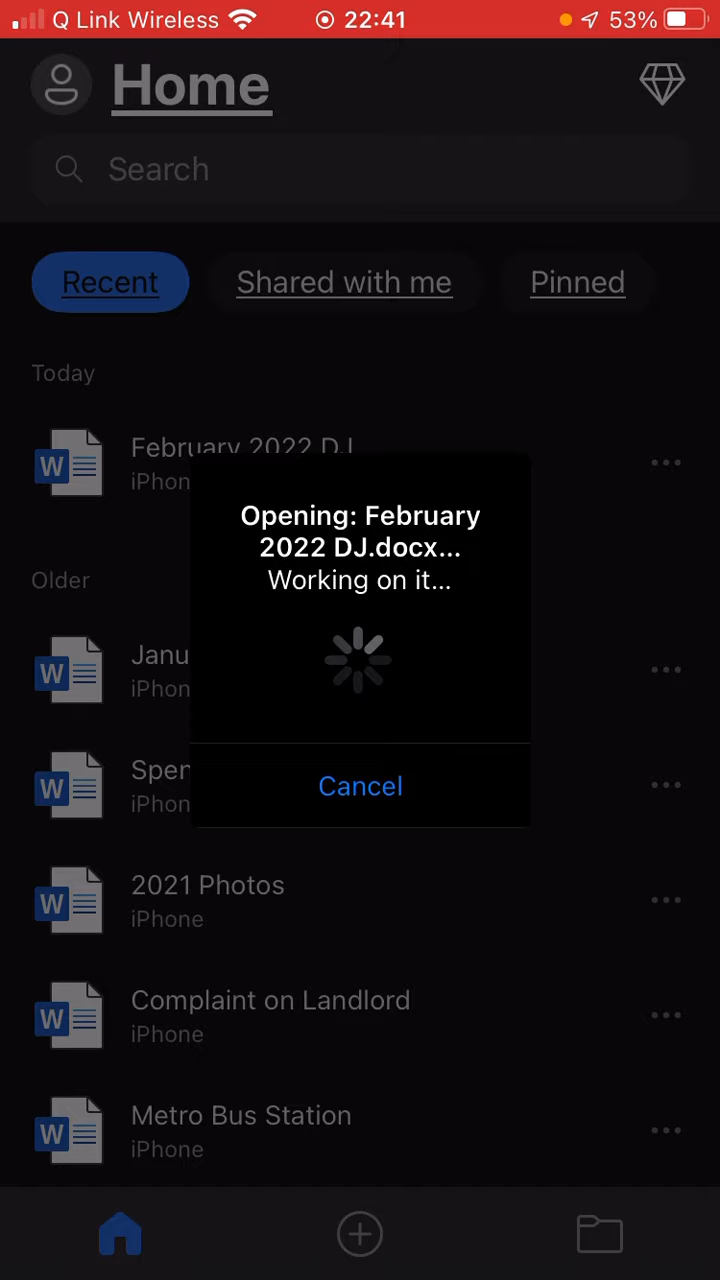 Q Link Wireless 22:41 53%
Home
Search
Recent Shared with me Pinned
Today
February 2022 DJ
iPhon
Opening: February
2022 DJ.docx...
Working on it...
Older
Janu
iPhon
Spen
iPhon
Cancel
2021 Photos
iPhone
Complaint on Landlord
iPhone
Metro Bus Station
iPhone